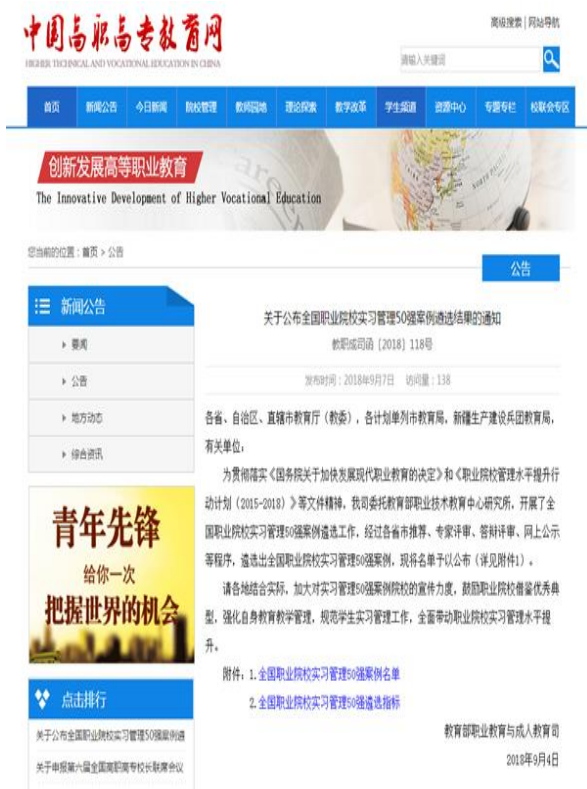 中国高职高专教育网
HIGHER TECHNICAL AND VOCATIONAL EDUCATION IN CHINA
高级搜索 | 网站导航
请输入关键词
首页 新闻公告 今日新闻 院校管理 教师园地 理论探索 教学改革 学生频道 资源中心 专题专栏 校联会专区
创新发展高等职业教育
The Innovative Development of Higher Vocational Education
您当前的位置：首页 > 公告
公告
新闻公告
要闻
公告
地方动态
综合资讯
青年先锋
给你一次
把握世界的机会
点击排行
关于公布全国职业院校实习管理50强案例遴
关于申报第六届全国高职高专校长联席会议
关于公布全国职业院校实习管理50强案例遴选结果的通知
教职成司函 [2018] 118号
发布时间：2018年9月7日 访问量：138
各省、自治区、直辖市教育厅（教委），各计划单列市教育局，新疆生产建设兵团教育局，
有关单位：
为贯彻落实《国务院关于加快发展现代职业教育的决定》和《职业院校管理水平提升行
动计划（2015-2018）》等文件精神，我司委托教育部职业技术教育中心研究所，开展了全
国职业院校实习管理50强案例遴选工作，经过各省市推荐、专家评审、答辩评审、网上公示
等程序，遴选出全国职业院校实习管理50强案例，现将名单予以公布（详见附件1）。
请各地结合实际，加大对实习管理50强案例院校的宣传力度，鼓励职业院校借鉴优秀典
型，强化自身教育教学管理，规范学生实习管理工作，全面带动职业院校实习管理水平提
升。
附件：1.全国职业院校实习管理50强案例名单
2.全国职业院校实习管理50强遴选指标
教育部职业教育与成人教育司
2018年9月4日